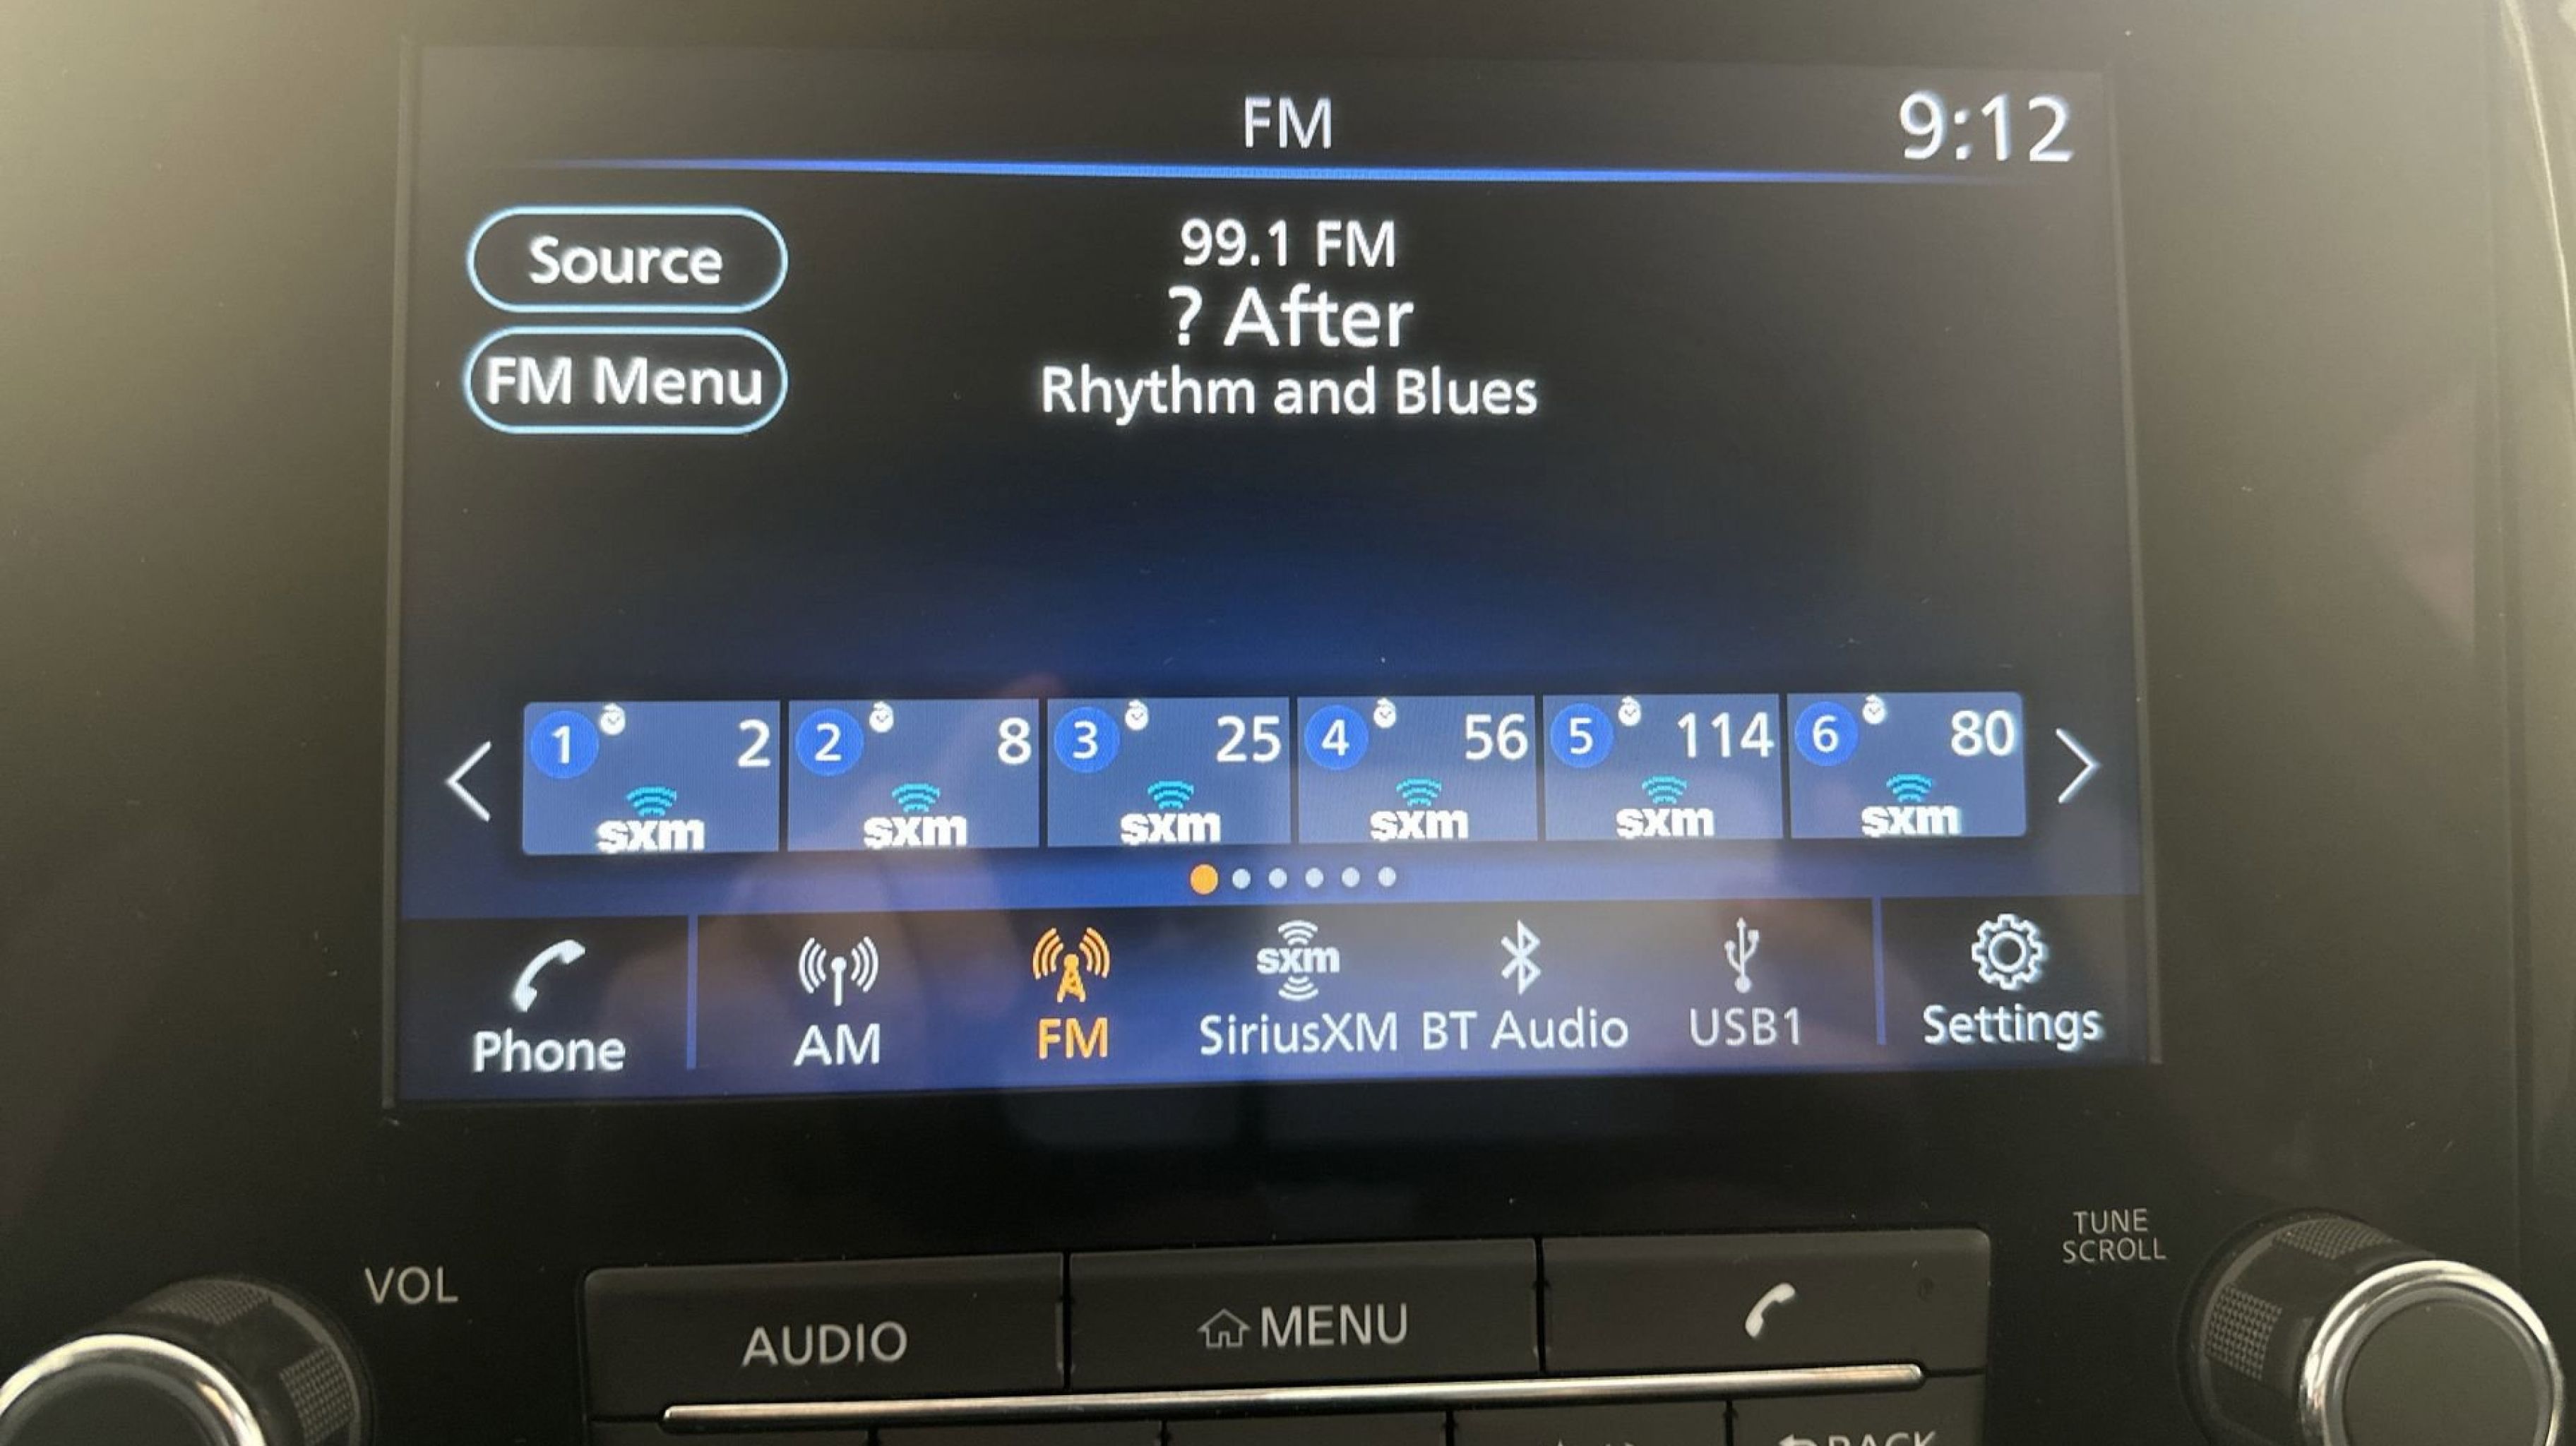 FM
9:12
Source
99.1 FM
? After
FM Menu
Rhythm and Blues
1 2
sxm
2 8
sxm
3 25
sxm
4 56
sxm
5 114
sxm
6 80
sxm
Phone
AM
FM
sxm
SiriusXM
BT Audio
USB1
Settings
VOL
TUNE
SCROLL
AUDIO
MENU
BACK